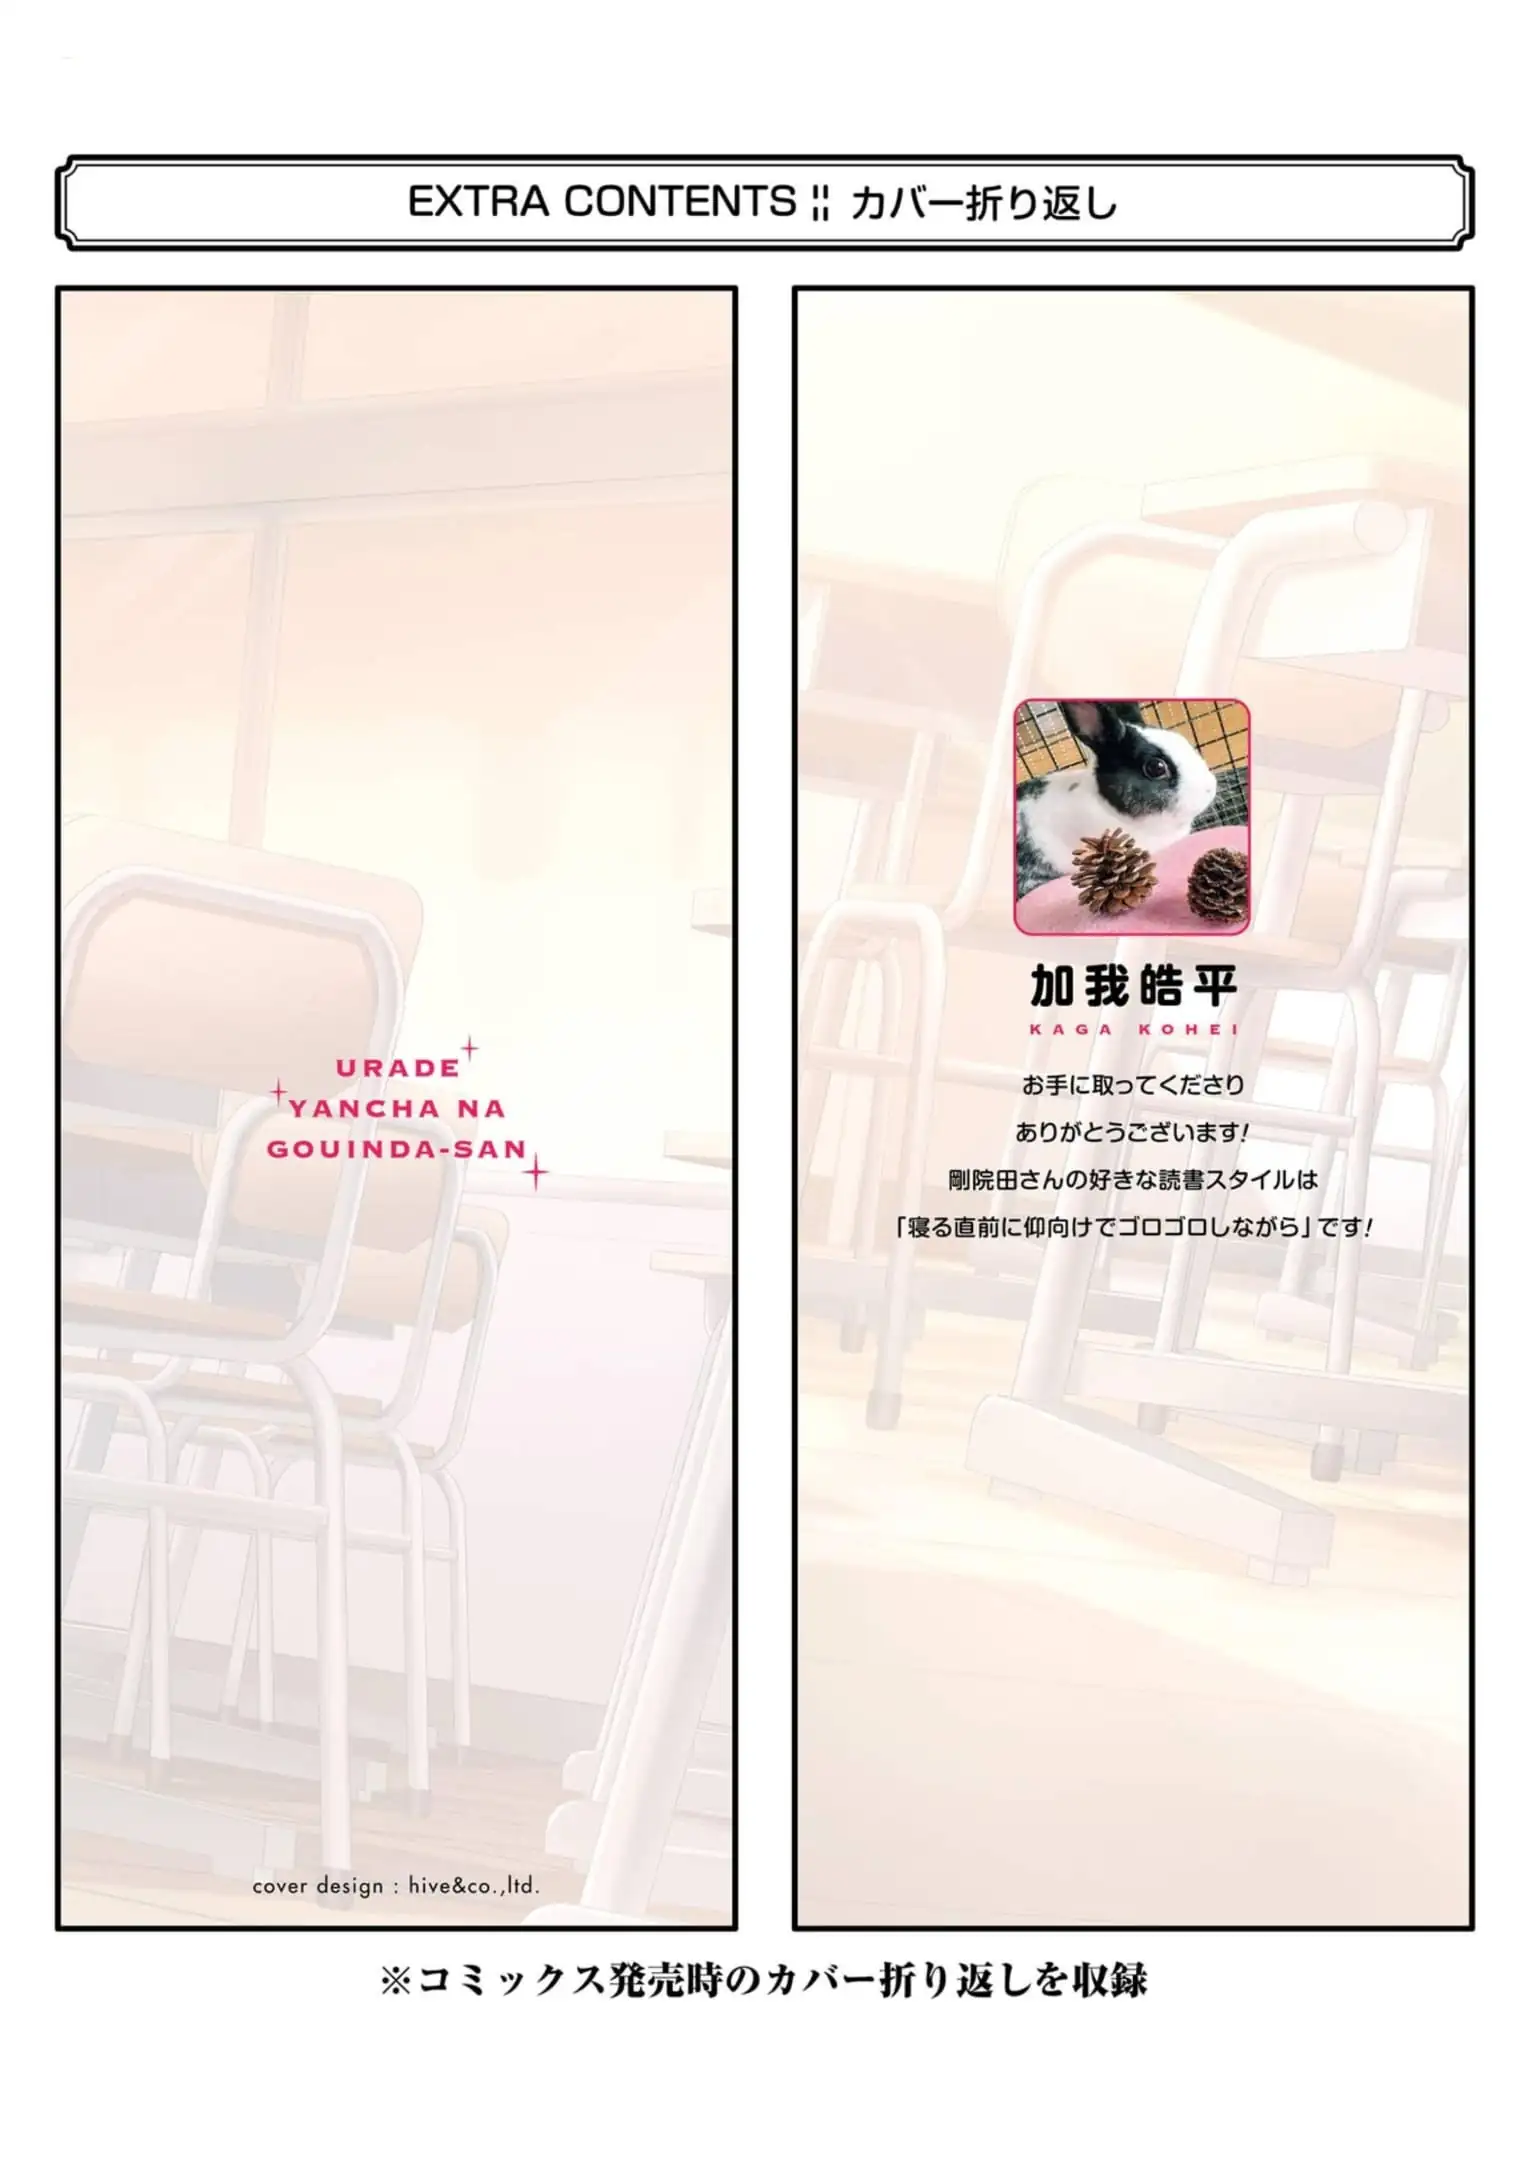 EXTRA CONTENTS ¦¦ カバー折り返し
URADE
YANCHA NA
GOUINDA-SAN
cover design : hive&co.,ltd.
加我皓平
KAGA KOHEI
お手に取ってくださり
ありがとうございます!
剛院田さんの好きな読書スタイルは
「寝る直前に仰向けでゴロゴロしながら」です!
※コミックス発売時のカバー折り返しを収録